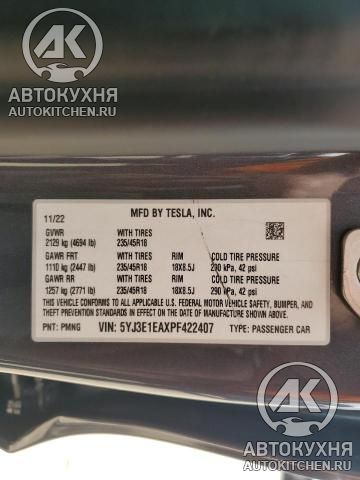 АК
АВТОКУХНЯ
AUTOKITCHEN.RU
11/22 MFD BY TESLA, INC.
GVWR WITH TIRES
2129 kg (4694 lb) 235/45R18
GAWR FRT WITH TIRES RIM COLD TIRE PRESSURE
1110 kg (2447 lb) 235/45R18 18X8.5J 290 kPa, 42 psi
GAWR RR WITH TIRES RIM COLD TIRE PRESSURE
1257 kg (2771 lb) 235/45R18 18X8.5J 290 kPa, 42 psi
THIS VEHICLE CONFORMS TO ALL FEDERAL MOTOR VEHICLE SAFETY, BUMPER, AND
THEFT PREVENTION STANDARDS IN EFFECT ON THE DATE OF MANUFACTURE SHOWN ABOVE.
PNT: PMNG VIN: 5YJ3E1EAXPF422407 TYPE: PASSENGER CAR
АК
АВТОКУХНЯ
AUTOKITCHEN.RU